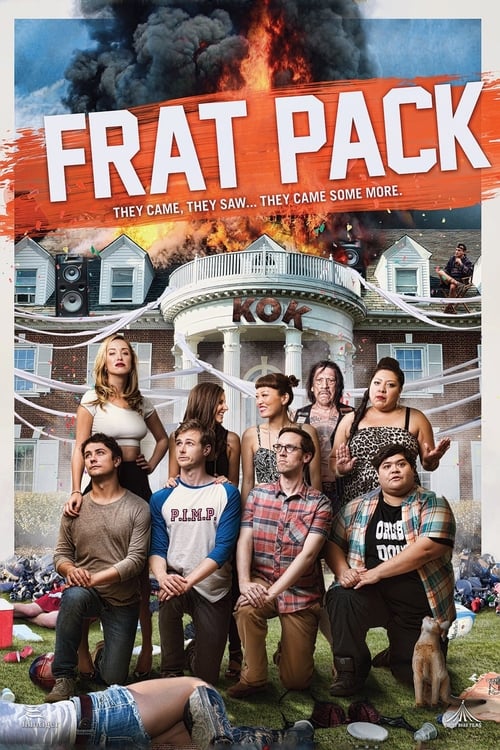 FRAT PACK
THEY CAME, THEY SAW... THEY CAME SOME MORE.
KOK
P.I.M.P.